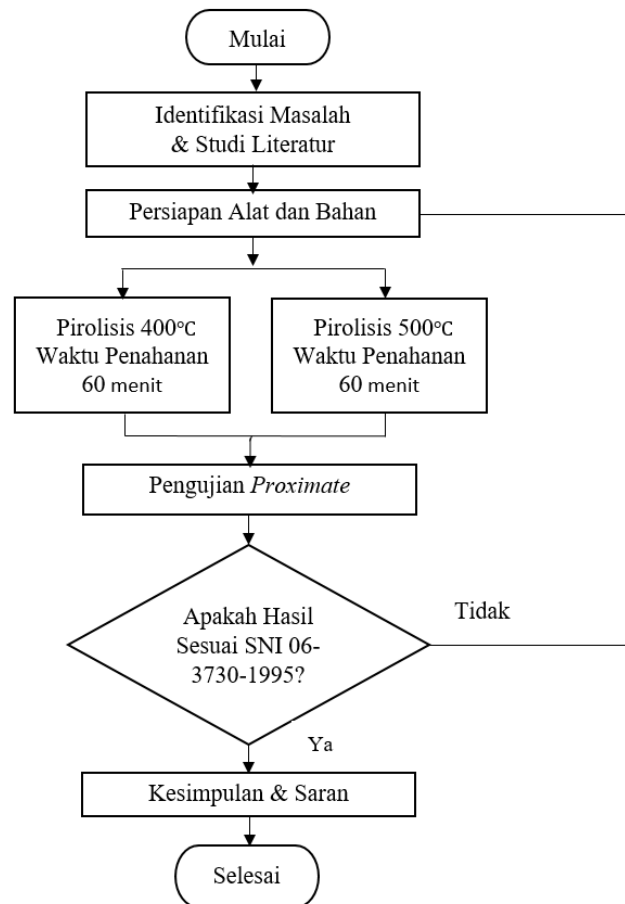 Mulai
Identifikasi Masalah
& Studi Literatur
Persiapan Alat dan Bahan
Pirolisis 400°C
Waktu Penahanan
60 menit
Pirolisis 500°C
Waktu Penahanan
60 menit
Pengujian Proximate
Apakah Hasil
Sesuai SNI 06-
3730-1995?
Tidak
Ya
Kesimpulan & Saran
Selesai